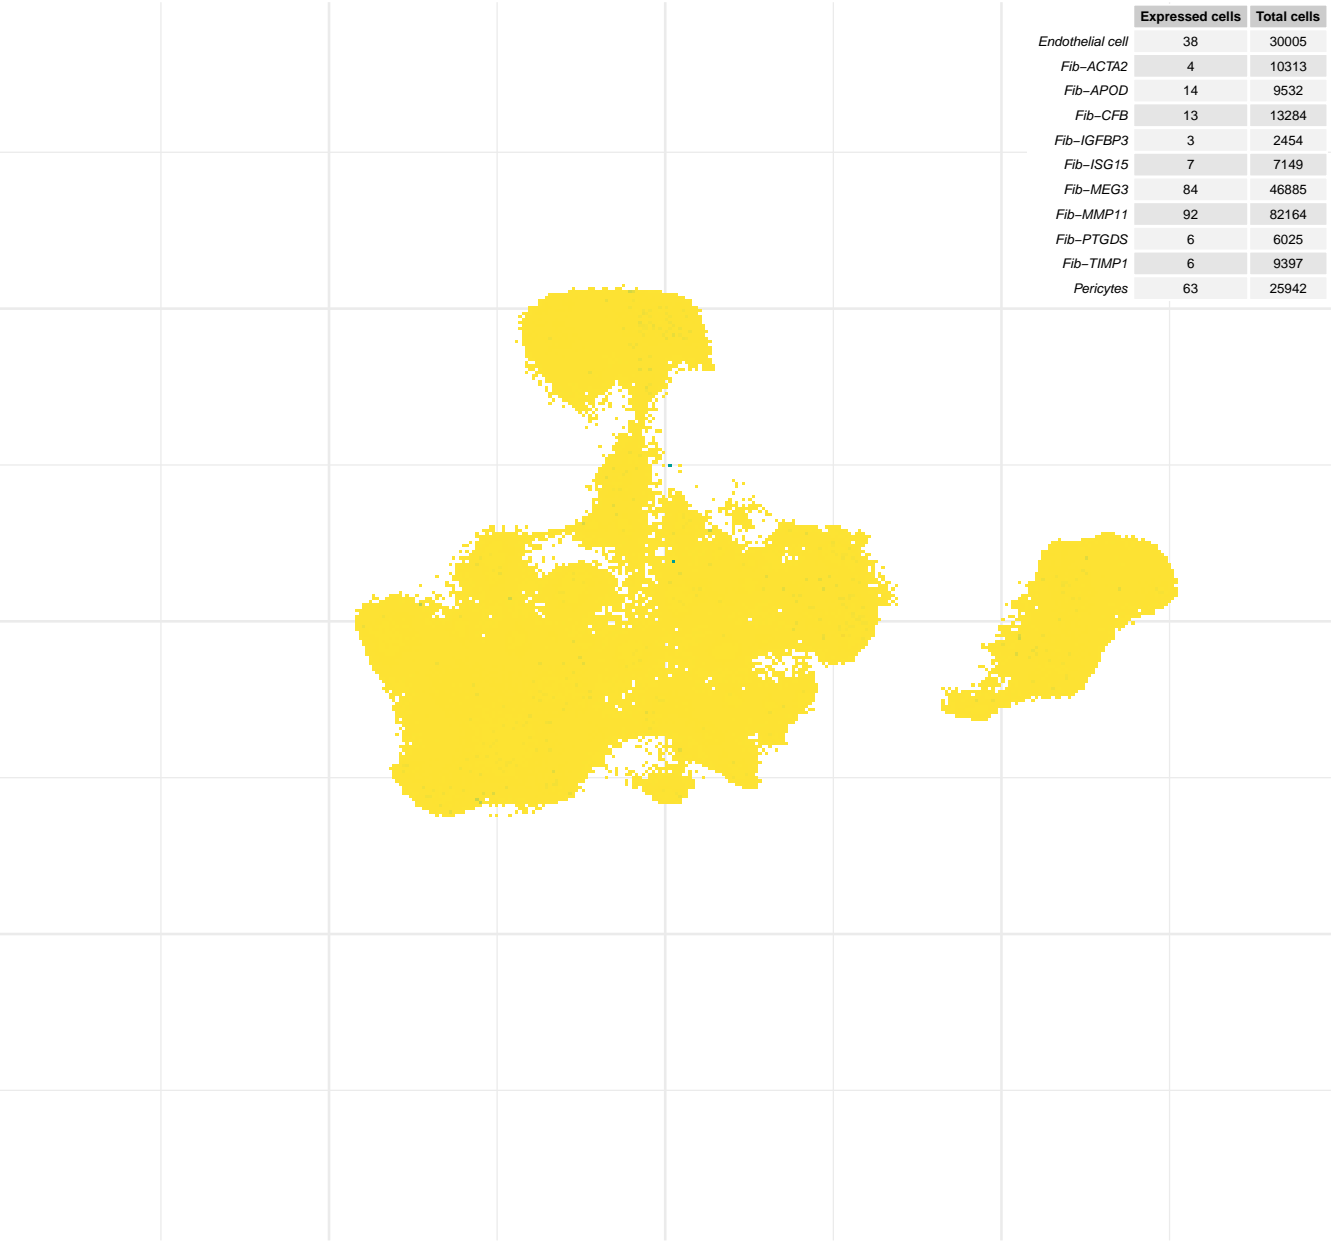 Expressed cells Total cells
Endothelial cell 38 30005
Fib−ACTA2 4 10313
Fib−APOD 14 9532
Fib−CFB 13 13284
Fib−IGFBP3 3 2454
Fib−ISG15 7 7149
Fib−MEG3 84 46885
Fib−MMP11 92 82164
Fib−PTGDS 6 6025
Fib−TIMP1 6 9397
Pericytes 63 25942